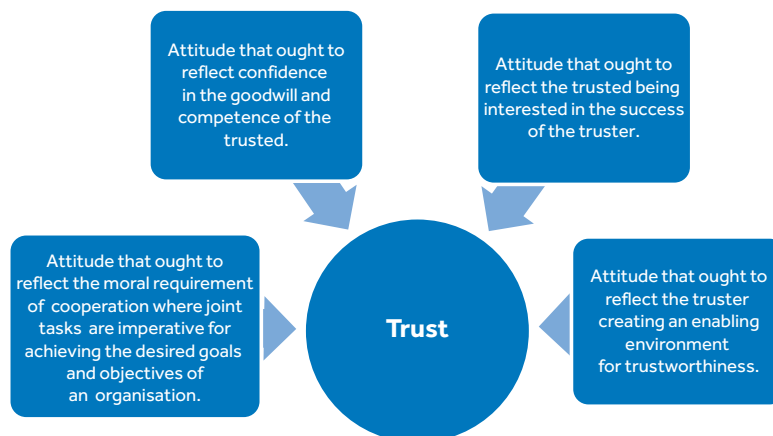 Attitude that ought to
reflect confidence
in the goodwill and
competence of the
trusted.
Attitude that ought to
reflect the trusted being
interested in the success
of the truster.
Attitude that ought to
reflect the moral requirement
of cooperation where joint
tasks are imperative for
achieving the desired goals
and objectives of
an organisation.
Trust
Attitude that ought to
reflect the truster
creating an enabling
environment
for trustworthiness.